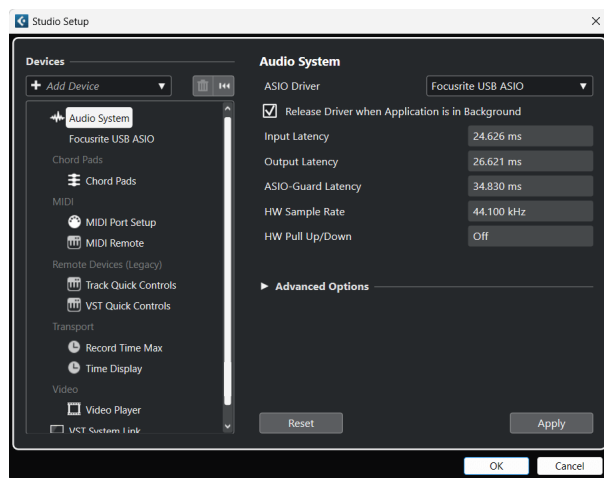 Studio Setup
Devices
+ Add Device
Audio System
Focusrite USB ASIO
Chord Pads
Chord Pads
MIDI
MIDI Port Setup
MIDI Remote
Remote Devices (Legacy)
Track Quick Controls
VST Quick Controls
Transport
Record Time Max
Time Display
Video
Video Player
VST System Link
Audio System
ASIO Driver Focusrite USB ASIO
Release Driver when Application is in Background
Input Latency 24.626 ms
Output Latency 26.621 ms
ASIO-Guard Latency 34.830 ms
HW Sample Rate 44.100 kHz
HW Pull Up/Down Off
Advanced Options
Reset Apply
OK Cancel